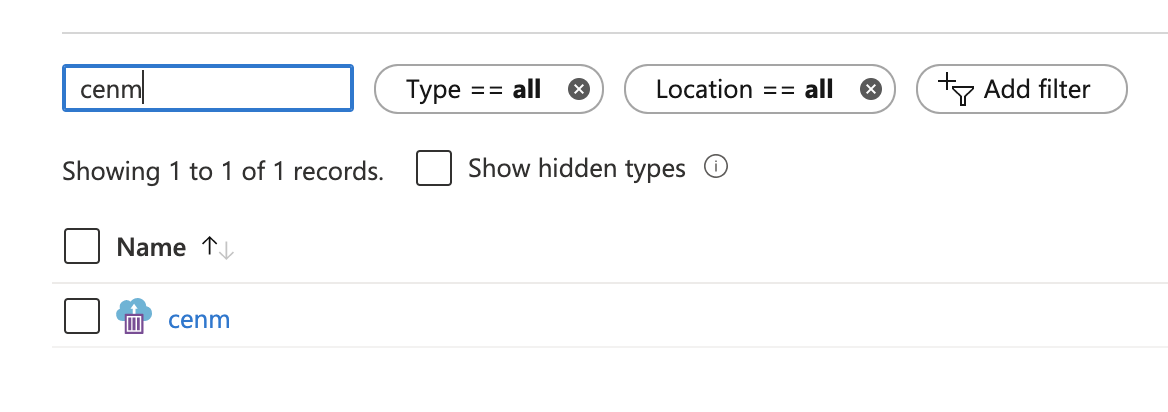 cenm Type == all Location == all Add filter
Showing 1 to 1 of 1 records. Show hidden types
Name
cenm